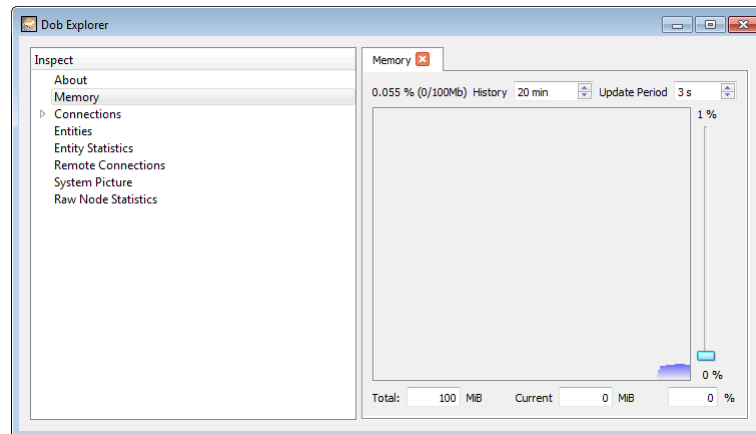 Dob Explorer
Inspect
About
Memory
Connections
Entities
Entity Statistics
Remote Connections
System Picture
Raw Node Statistics
Memory
0.055 % (0/100Mb) History 20 min Update Period 3 s
1 %
0 %
Total: 100 MiB Current 0 MiB 0 %